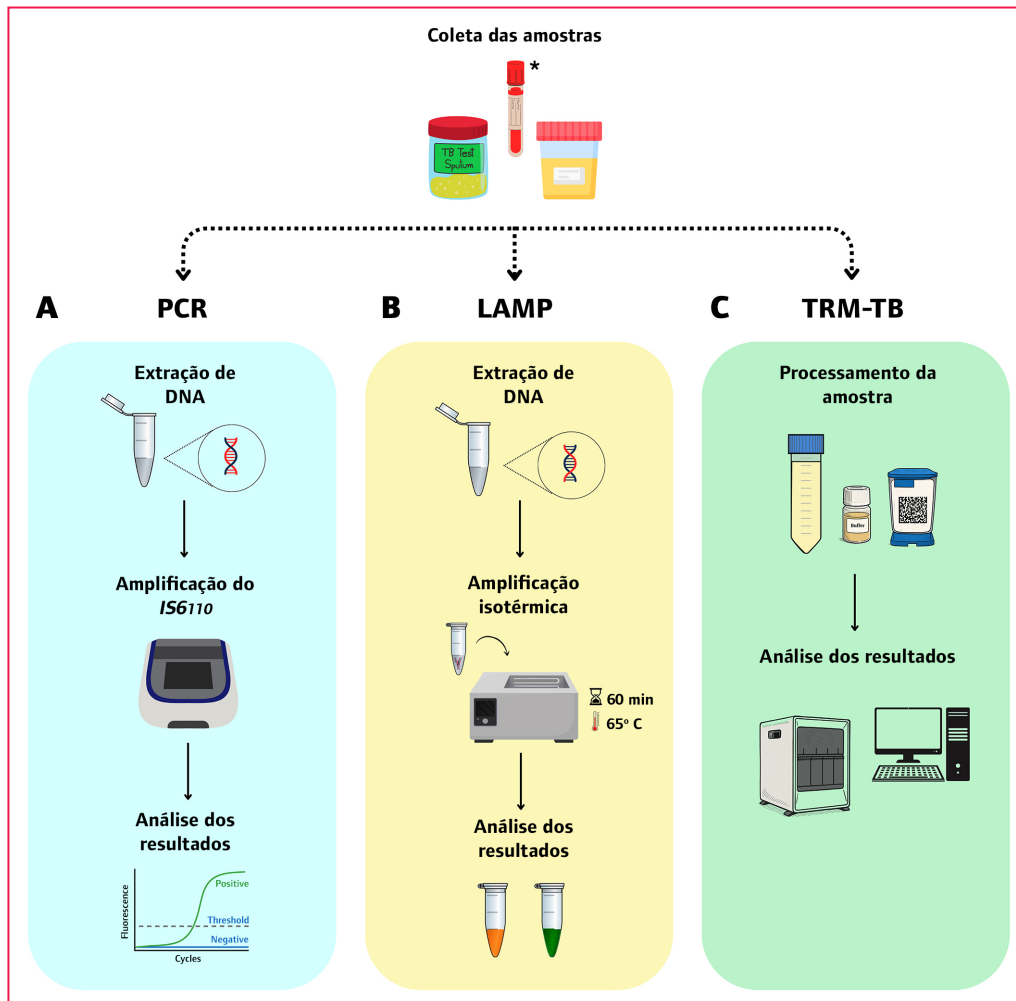 Coleta das amostras
*
TB Test
Sputum
A
PCR
Extração de
DNA
Amplificação do
IS6110
Análise dos
resultados
Fluorescence
Positive
Threshold
Negative
Cycles
B
LAMP
Extração de
DNA
Amplificação
isotérmica
60 min
65º C
Análise dos
resultados
C
TRM-TB
Processamento da
amostra
Buffer
Análise dos resultados